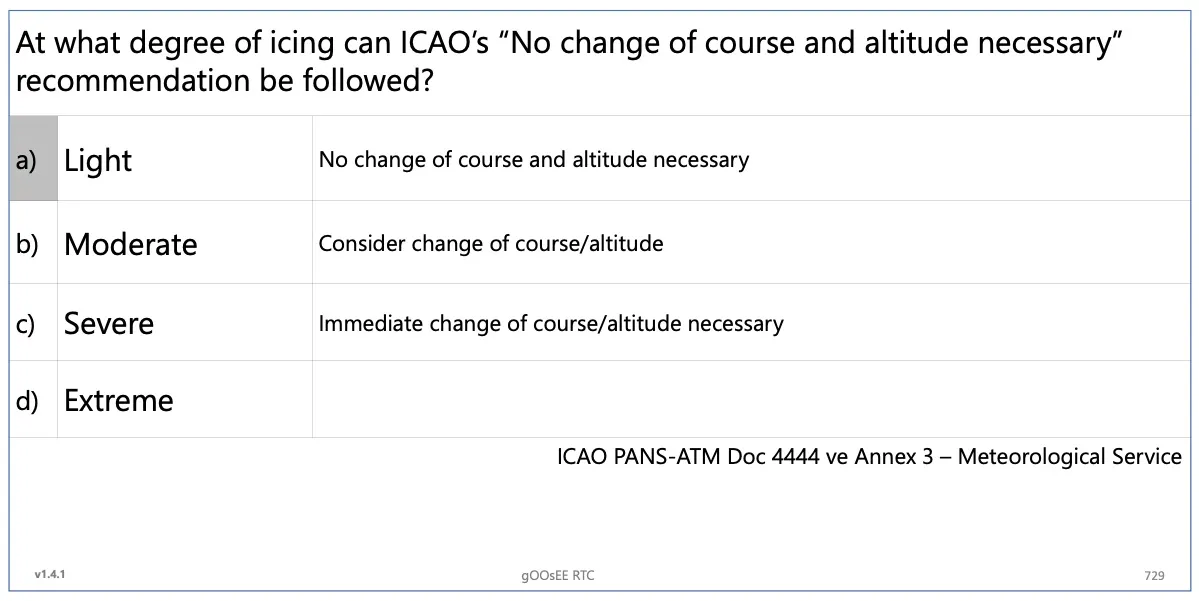 At what degree of icing can ICAO’s “No change of course and altitude necessary”
recommendation be followed?
a) Light No change of course and altitude necessary
b) Moderate Consider change of course/altitude
c) Severe Immediate change of course/altitude necessary
d) Extreme
ICAO PANS-ATM Doc 4444 ve Annex 3 – Meteorological Service
v1.4.1 gOOsEE RTC 729